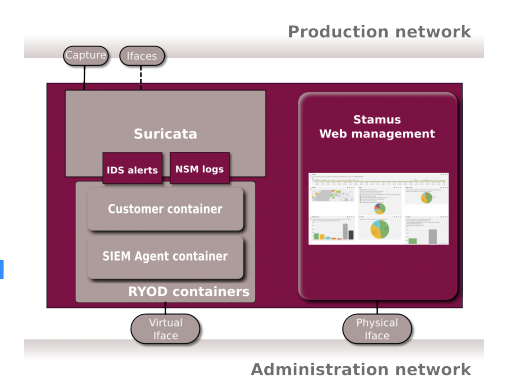 Production network
Capture
Ifaces
Suricata
Stamus
Web management
IDS alerts
NSM logs
Customer container
SIEM Agent container
RYOD containers
Virtual
Iface
Physical
Iface
Administration network